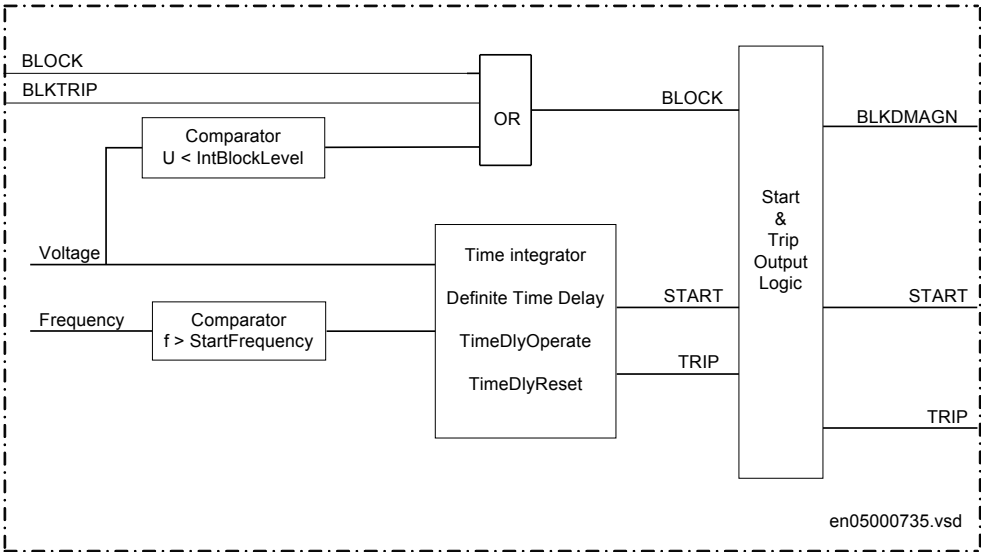 BLOCK
BLKTRIP
Comparator
U < IntBlockLevel
OR
BLOCK
BLKDMAGN
Start
&
Trip
Output
Logic
Voltage
Time integrator
Definite Time Delay
TimeDlyOperate
TimeDlyReset
Frequency
Comparator
f > StartFrequency
START
TRIP
START
TRIP
en05000735.vsd